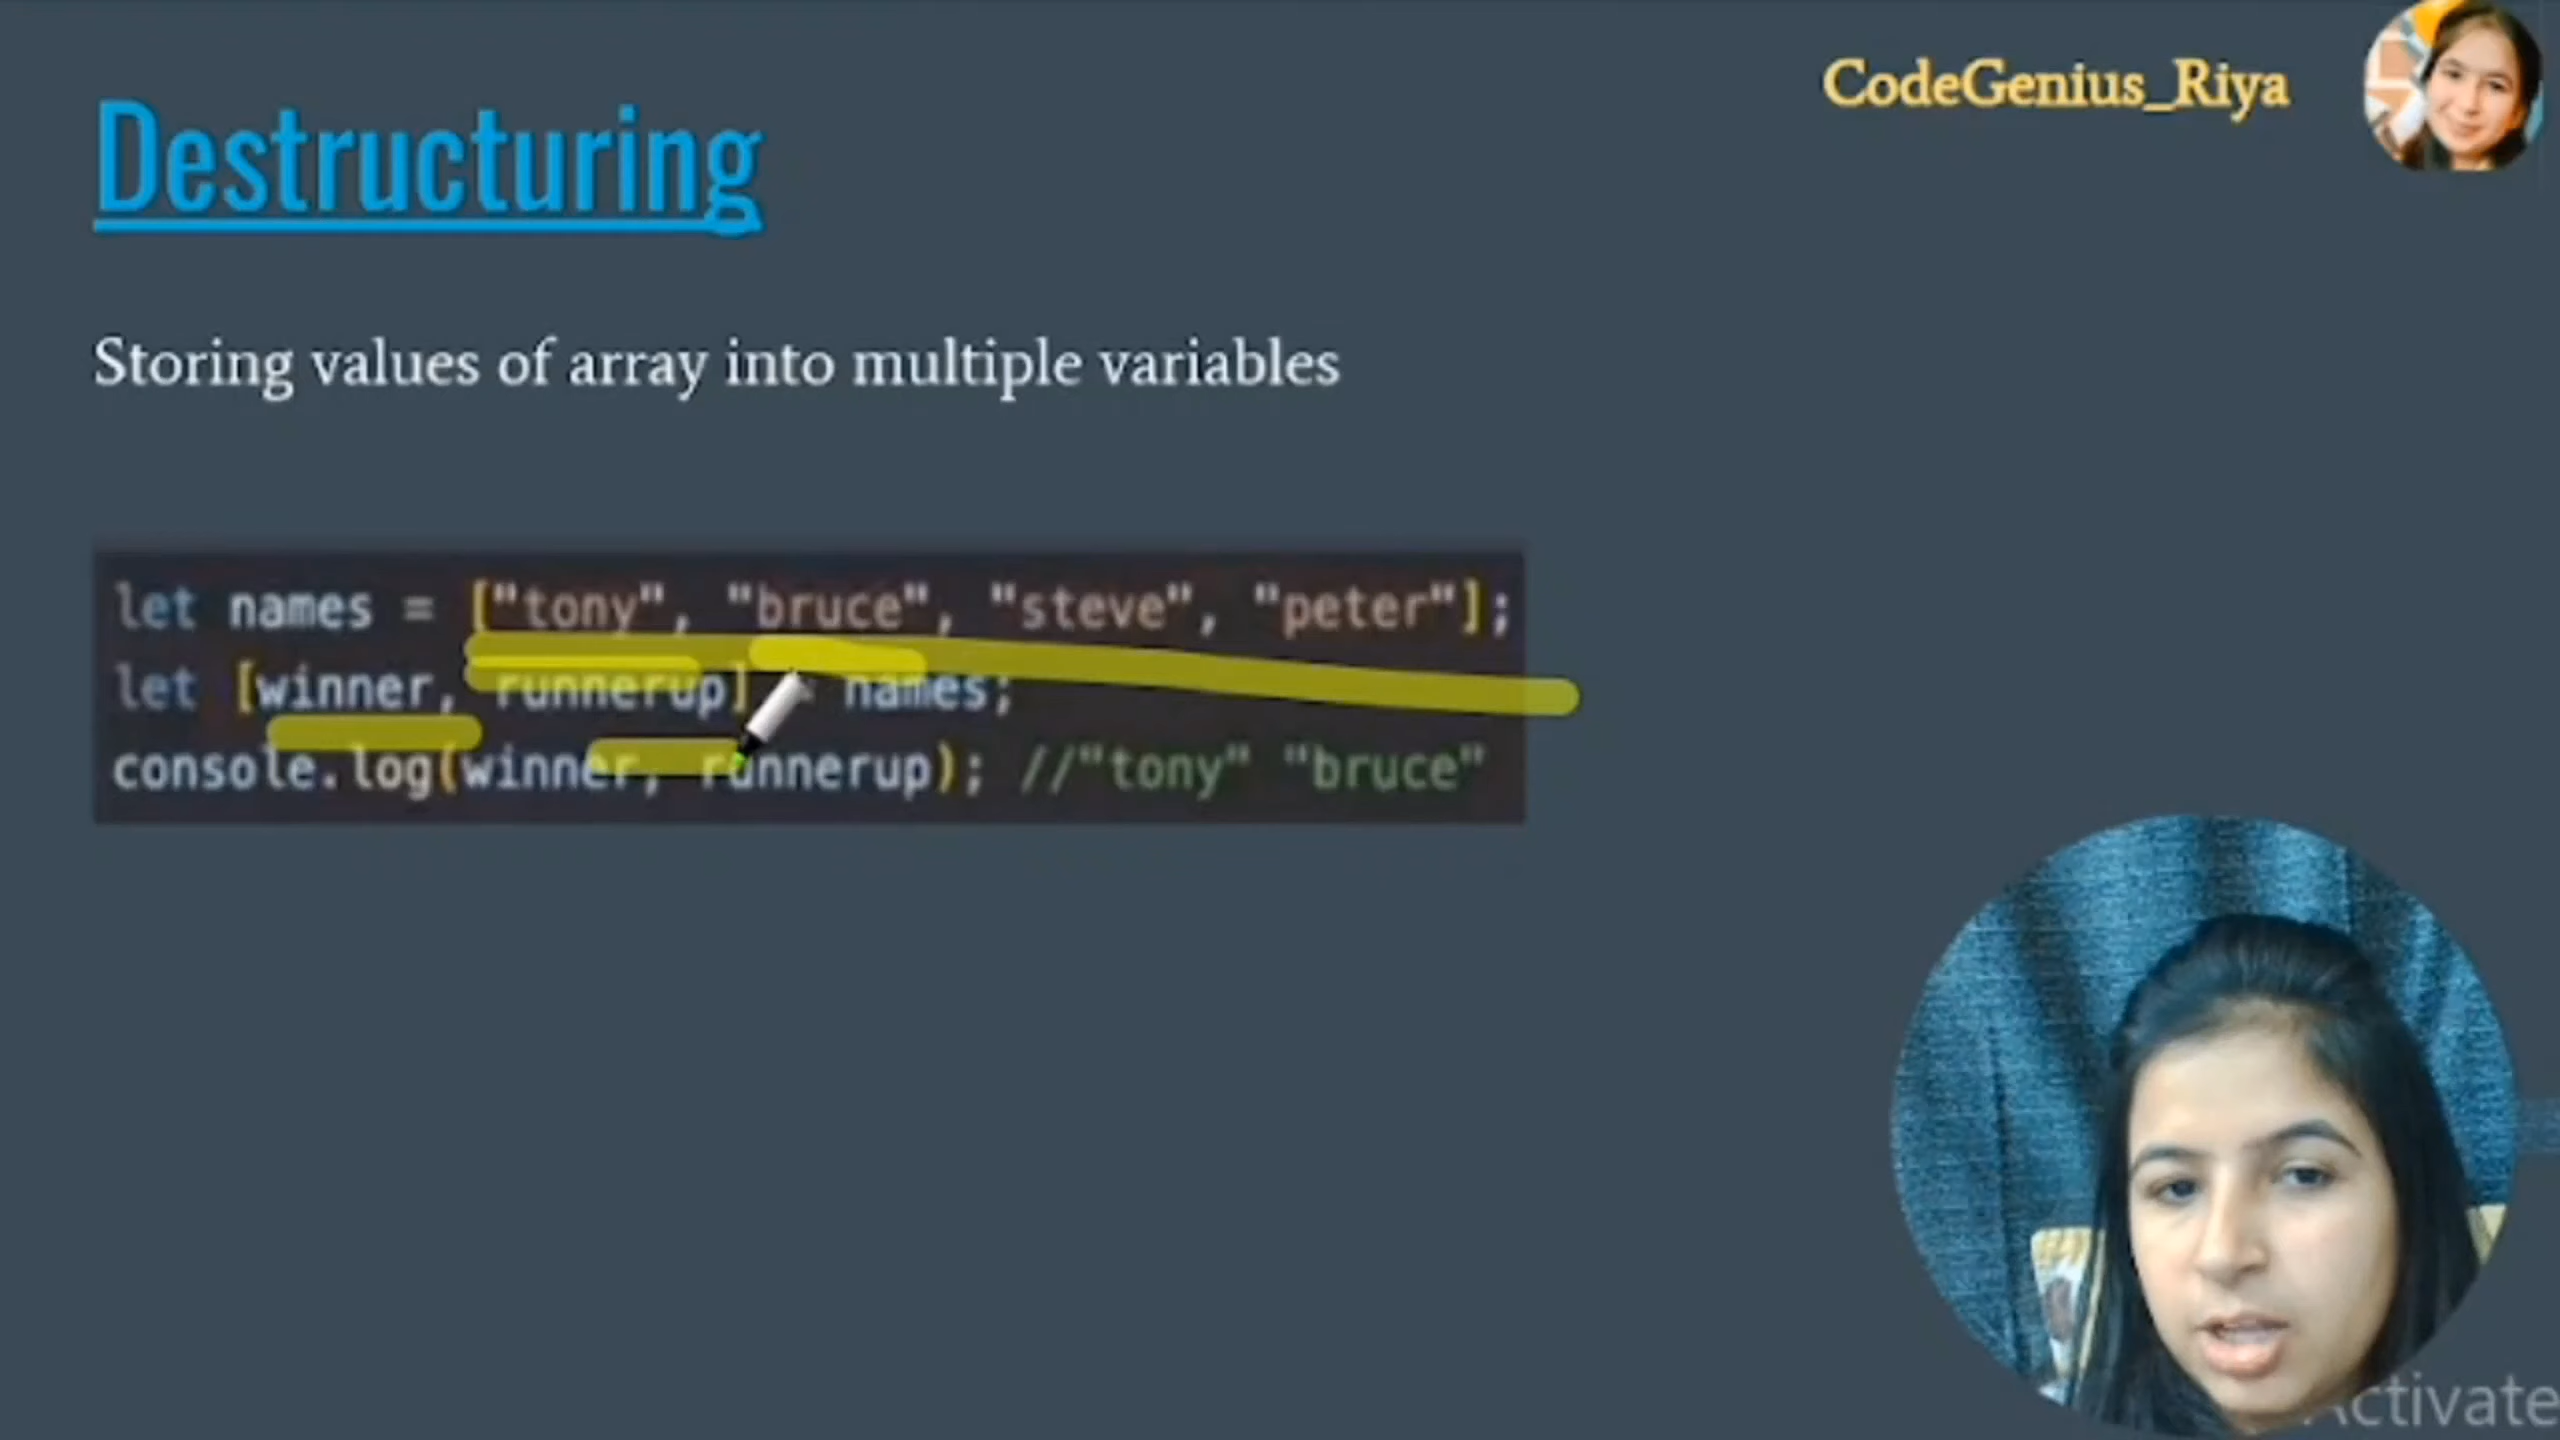 CodeGenius_Riya
Destructuring
Storing values of array into multiple variables
let names = ["tony", "bruce", "steve", "peter"];
let [winner, runnerup] = names;
console.log(winner, runnerup); //"tony" "bruce"
Activate